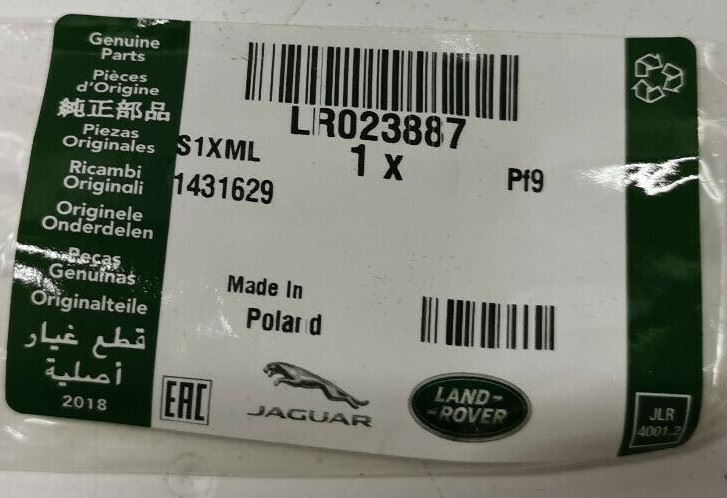 Genuine
Parts
Pièces
d'Origine
純正部品
Piezas
Originales
Ricambi
Originali
Originele
Onderdelen
Peças
Genuínas
Originalteile
قطع غيار
أصلية
2018
LR023887
1 x
S1XML
1431629
Pf9
Made In
Poland
EAC
JAGUAR
LAND-
-ROVER
JLR
4001.2